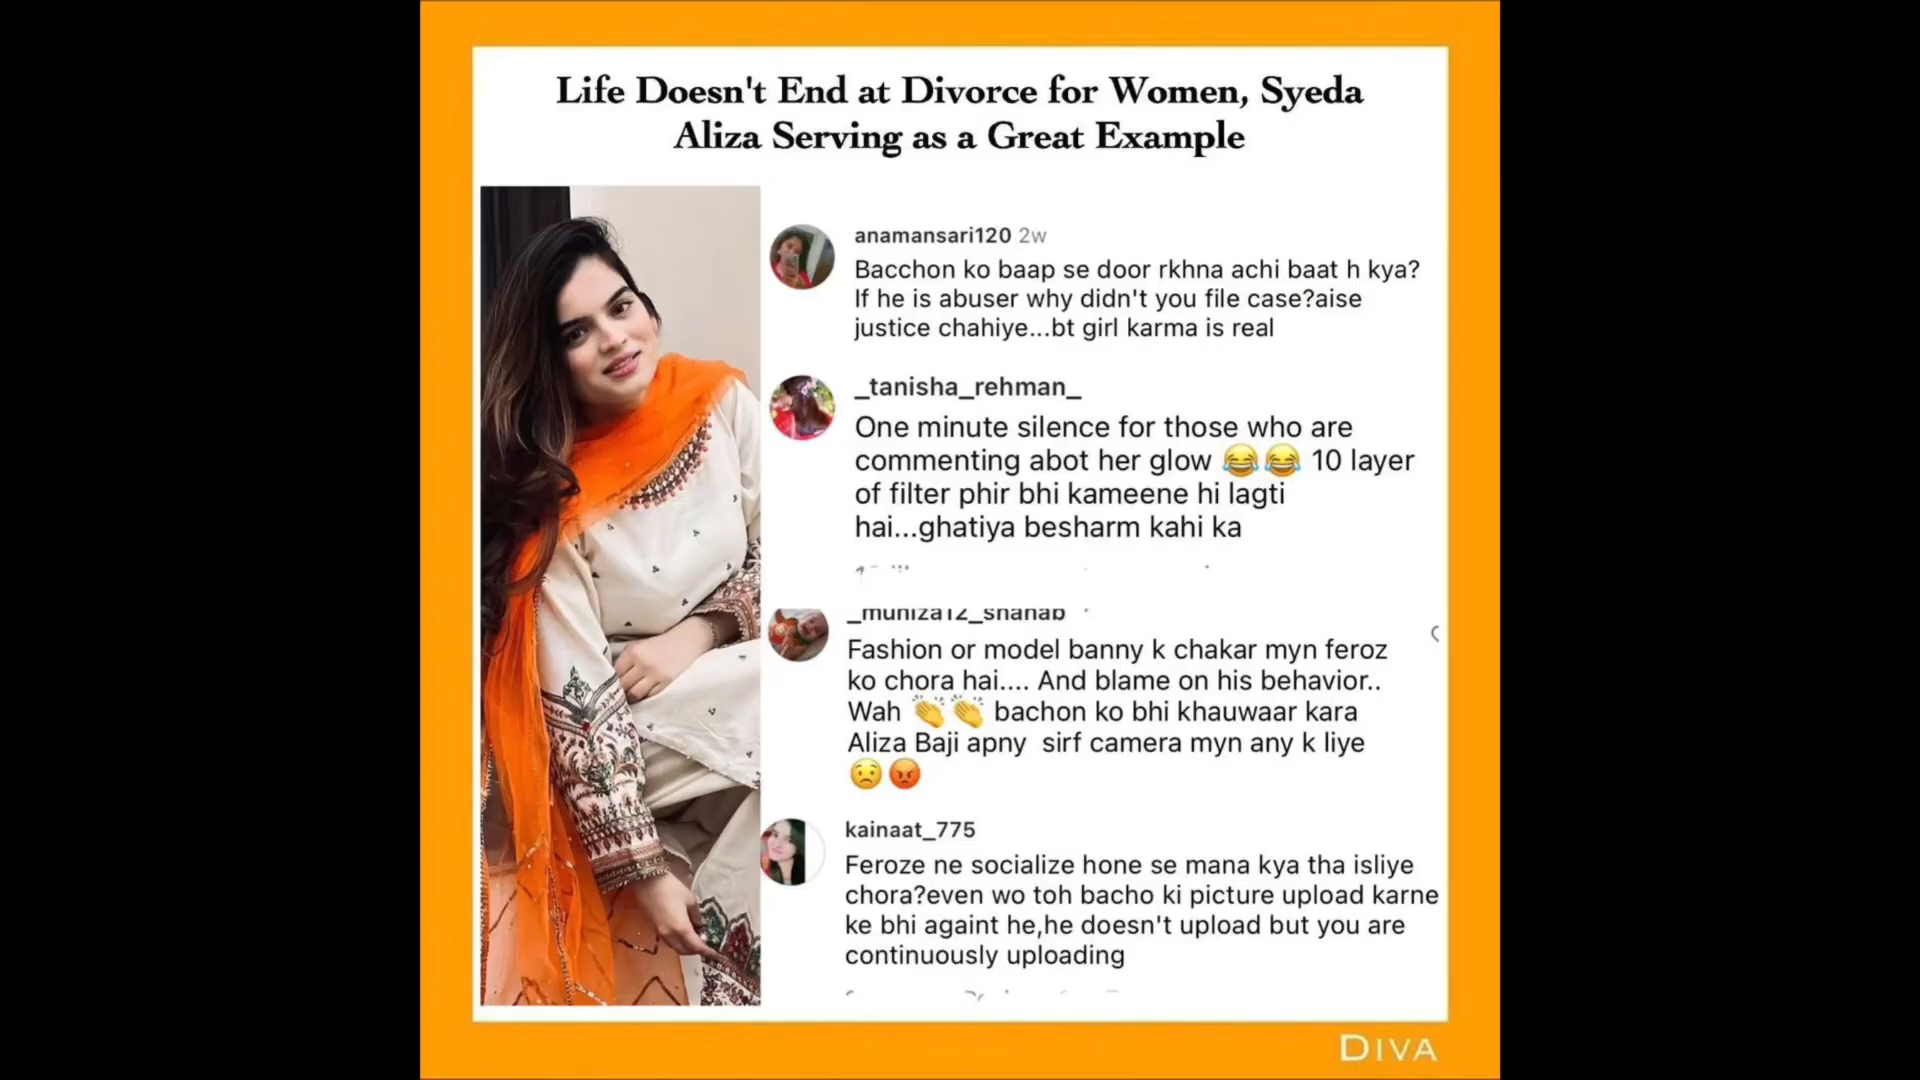 Life Doesn't End at Divorce for Women, Syeda
Aliza Serving as a Great Example
anamansari120 2w
Bacchon ko baap se door rkhna achi baat h kya?
If he is abuser why didn't you file case?aise
justice chahiye...bt girl karma is real
_tanisha_rehman_
One minute silence for those who are
commenting abot her glow 😂😂 10 layer
of filter phir bhi kameene hi lagti
hai...ghatiya besharm kahi ka
_muniza12_shahab
Fashion or model banny k chakar myn feroz
ko chora hai.... And blame on his behavior..
Wah 👏👏 bachon ko bhi khauwaar kara
Aliza Baji apny sirf camera myn any k liye
😟😡
kainaat_775
Feroze ne socialize hone se mana kya tha isliye
chora?even wo toh bacho ki picture upload karne
ke bhi againt he,he doesn't upload but you are
continuously uploading
DIVA